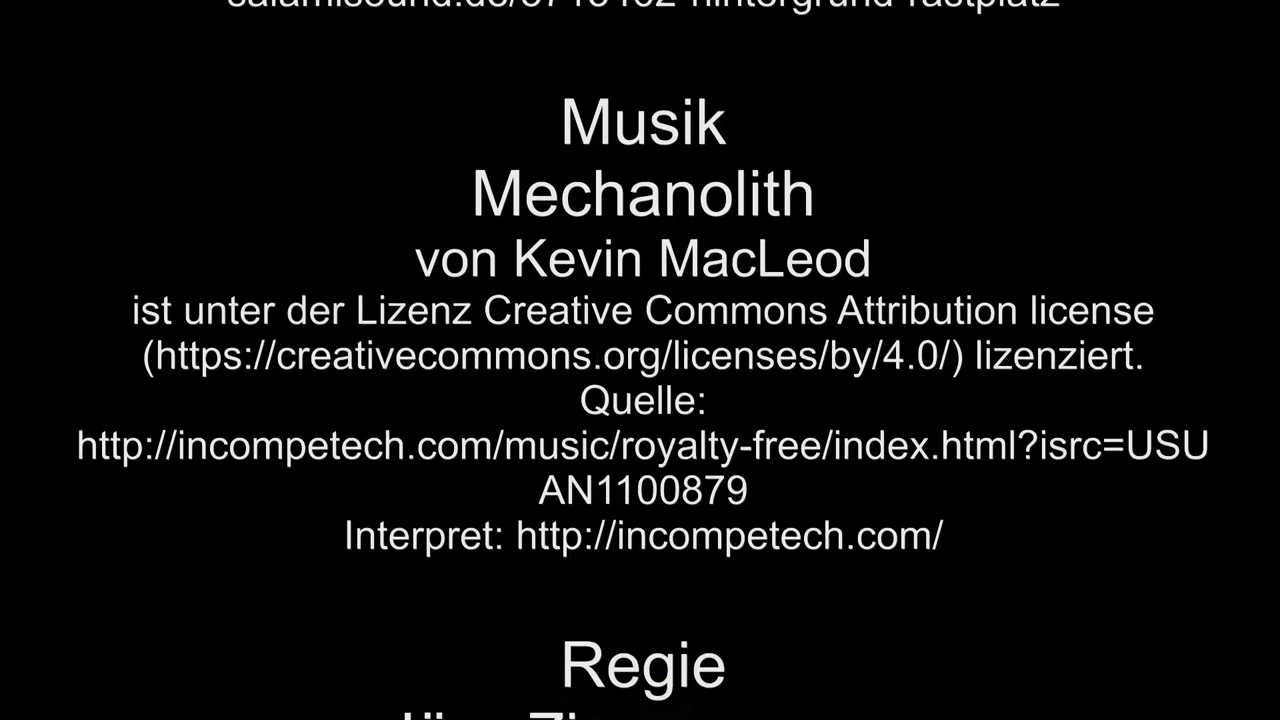 Musik
Mechanolith
von Kevin MacLeod
ist unter der Lizenz Creative Commons Attribution license
(https://creativecommons.org/licenses/by/4.0/) lizenziert.
Quelle:
http://incompetech.com/music/royalty-free/index.html?isrc=USU
AN1100879
Interpret: http://incompetech.com/
Regie